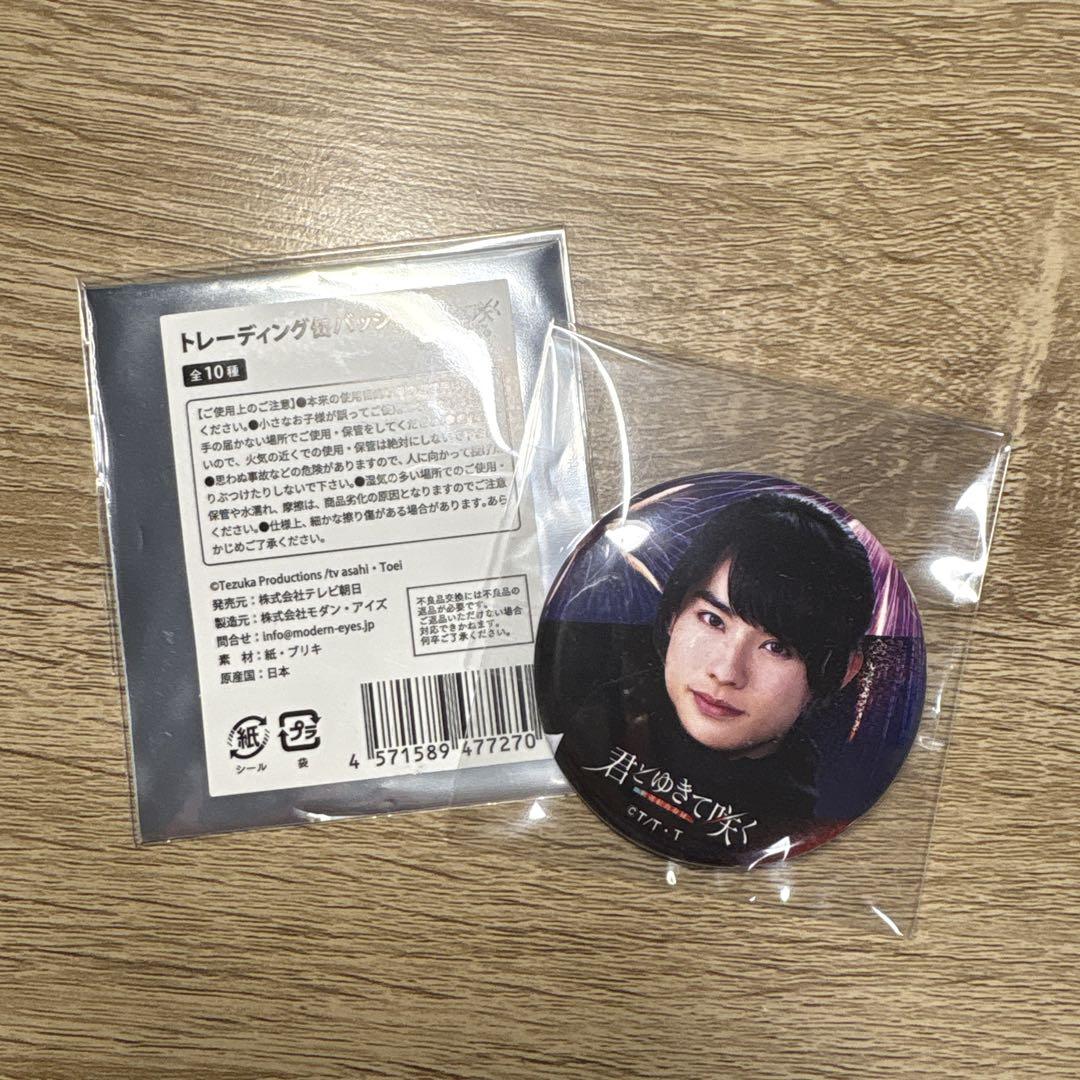 トレーディング缶バッジ
全10種
【ご使用上のご注意】●本来の使用
ください。●小さなお子様が誤ってご使
手の届かない場所でご使用・保管をしてくだ
いので、火気の近くでの使用・保管は絶対にしない
●思わぬ事故などの危険がありますので、人に向かって投げた
りぶつけたりしないで下さい。●湿気の多い場所でのご使用・
保管や水濡れ、摩擦は、商品劣化の原因となりますのでご注意
ください。●仕様上、細かな擦り傷がある場合があります。あら
かじめご了承ください。
©Tezuka Productions /tv asahi・Toei
発売元：株式会社テレビ朝日
製造元：株式会社モダン・アイズ
問合せ：info@modern-eyes.jp
素　材：紙・ブリキ
原産国：日本
不良品交換には不良品の
返品が必要です。
ご返品いただけない場合
対応できかねます。
何卒ご了承ください。
紙
シール
プラ
袋
4 571589 477270
君とゆきて咲く
©T/T・T